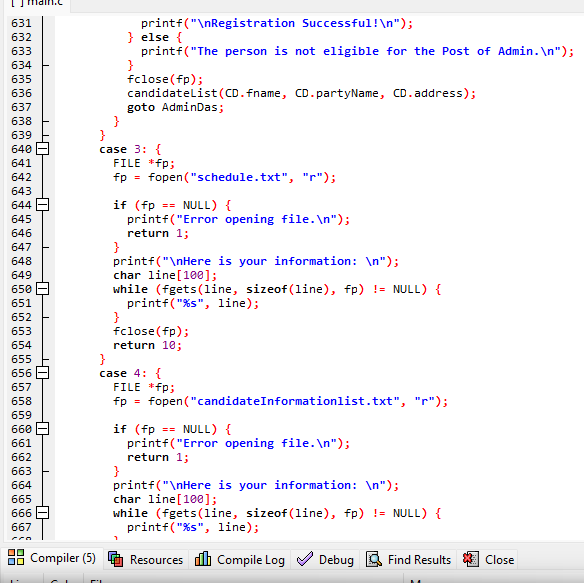 main.c
631 printf("\nRegistration Successful!\n");
632 } else {
633 printf("The person is not eligible for the Post of Admin.\n");
634 }
635 fclose(fp);
636 candidateList(CD.fname, CD.partyName, CD.address);
637 goto AdminDas;
638 }
639 }
640 case 3: {
641 FILE *fp;
642 fp = fopen("schedule.txt", "r");
643
644 if (fp == NULL) {
645 printf("Error opening file.\n");
646 return 1;
647 }
648 printf("\nHere is your information: \n");
649 char line[100];
650 while (fgets(line, sizeof(line), fp) != NULL) {
651 printf("%s", line);
652 }
653 fclose(fp);
654 return 10;
655 }
656 case 4: {
657 FILE *fp;
658 fp = fopen("candidateInformationlist.txt", "r");
659
660 if (fp == NULL) {
661 printf("Error opening file.\n");
662 return 1;
663 }
664 printf("\nHere is your information: \n");
665 char line[100];
666 while (fgets(line, sizeof(line), fp) != NULL) {
667 printf("%s", line);
Compiler (5) Resources Compile Log Debug Find Results Close